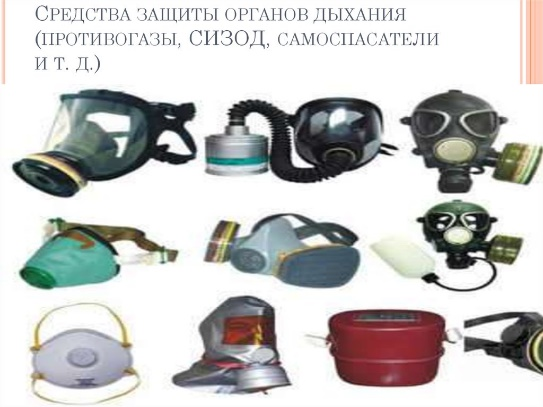 Средства защиты органов дыхания
(противогазы, СИЗОД, самоспасатели
и т. д.)